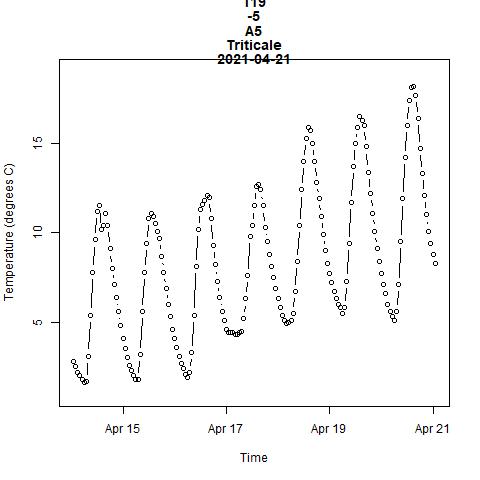 T19
-5
A5
Triticale
2021-04-21
Temperature (degrees C)
15
10
5
Apr 15
Apr 17
Apr 19
Apr 21
Time